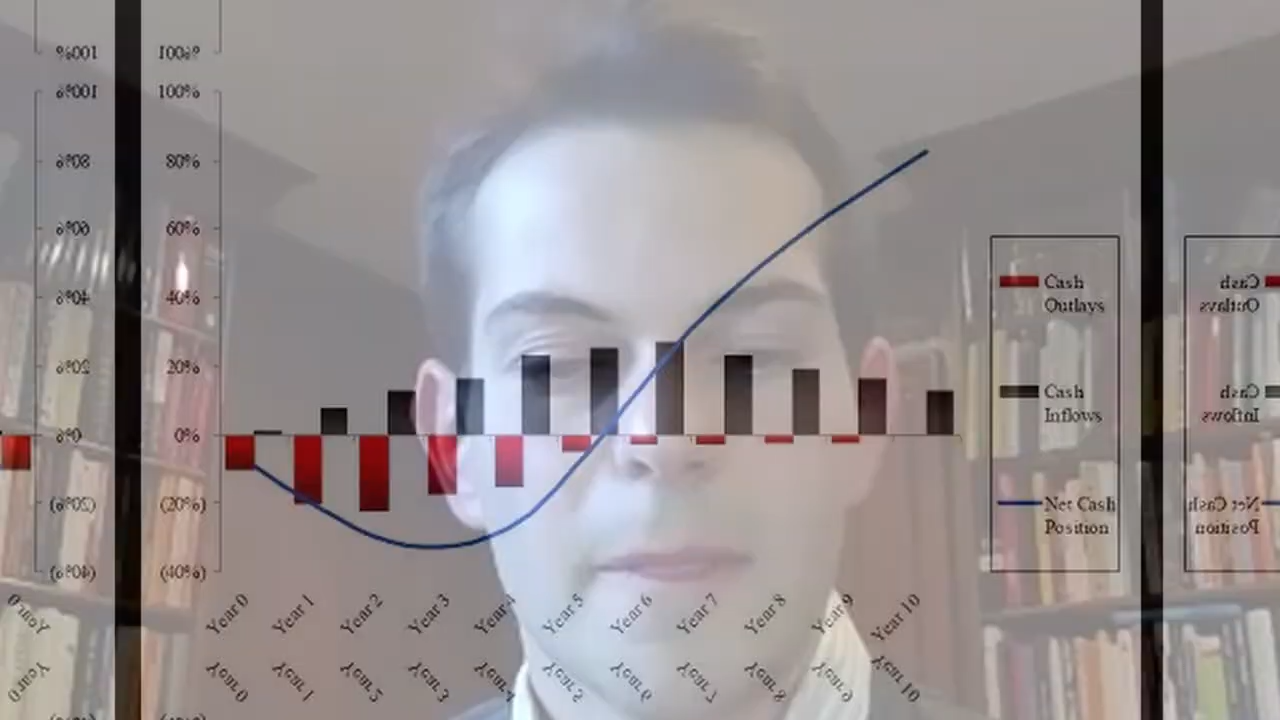 100%
100%
80%
60%
40%
20%
0%
(20%)
(40%)
Year 0
Year 1
Year 2
Year 3
Year 4
Year 5
Year 6
Year 7
Year 8
Year 9
Year 10
Cash
Outlays
Cash
Inflows
Net Cash
Position